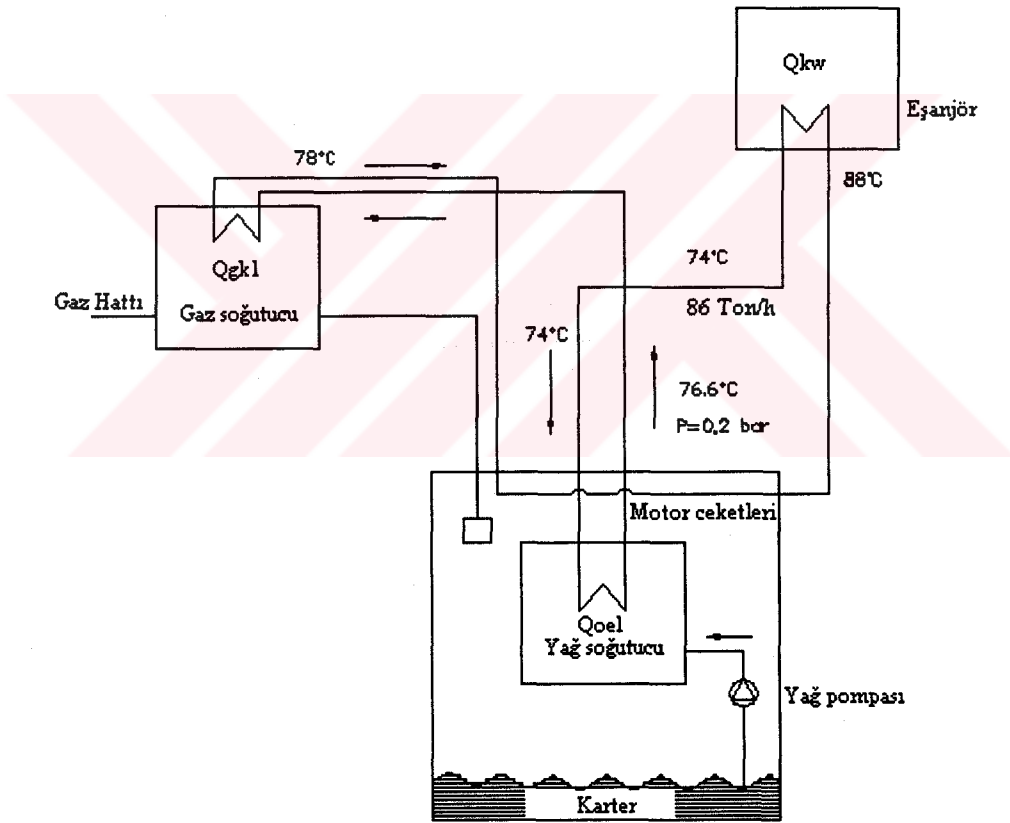 Qkw
Eşanjör
78°C
88°C
Qgk1
Gaz Hattı
Gaz soğutucu
74°C
86 Ton/h
74°C
76.6°C
P=0,2 bar
Motor ceketleri
Qoel
Yağ soğutucu
Yağ pompası
Karter